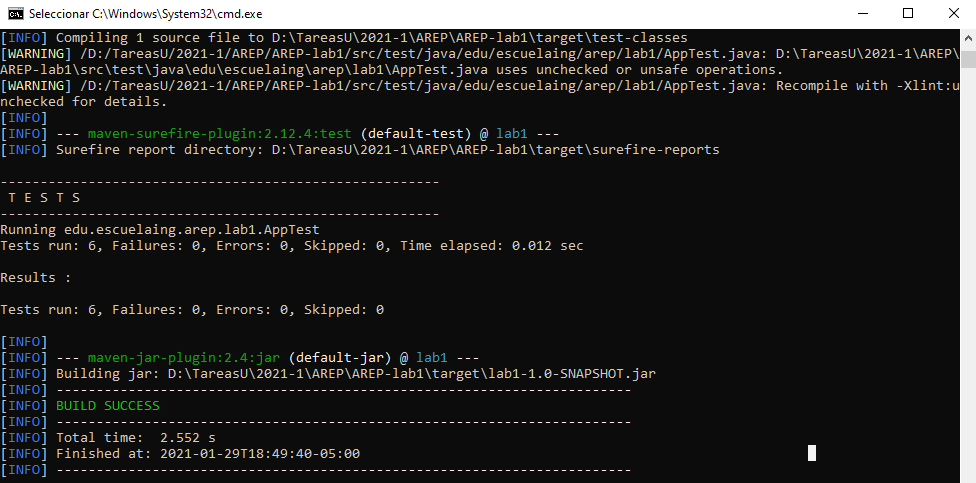 Seleccionar C:\Windows\System32\cmd.exe
[INFO] Compiling 1 source file to D:\TareasU\2021-1\AREP\AREP-lab1\target\test-classes
[WARNING] /D:/TareasU/2021-1/AREP/AREP-lab1/src/test/java/edu/escuelaing/arep/lab1/AppTest.java: D:\TareasU\2021-1\AREP\
AREP-lab1\src\test\java\edu\escuelaing\arep\lab1\AppTest.java uses unchecked or unsafe operations.
[WARNING] /D:/TareasU/2021-1/AREP/AREP-lab1/src/test/java/edu/escuelaing/arep/lab1/AppTest.java: Recompile with -Xlint:u
nchecked for details.
[INFO]
[INFO] --- maven-surefire-plugin:2.12.4:test (default-test) @ lab1 ---
[INFO] Surefire report directory: D:\TareasU\2021-1\AREP\AREP-lab1\target\surefire-reports
-------------------------------------------------------
T E S T S
-------------------------------------------------------
Running edu.escuelaing.arep.lab1.AppTest
Tests run: 6, Failures: 0, Errors: 0, Skipped: 0, Time elapsed: 0.012 sec
Results :
Tests run: 6, Failures: 0, Errors: 0, Skipped: 0
[INFO]
[INFO] --- maven-jar-plugin:2.4:jar (default-jar) @ lab1 ---
[INFO] Building jar: D:\TareasU\2021-1\AREP\AREP-lab1\target\lab1-1.0-SNAPSHOT.jar
[INFO] ------------------------------------------------------------------------
[INFO] BUILD SUCCESS
[INFO] ------------------------------------------------------------------------
[INFO] Total time:  2.552 s
[INFO] Finished at: 2021-01-29T18:49:40-05:00
[INFO] ------------------------------------------------------------------------